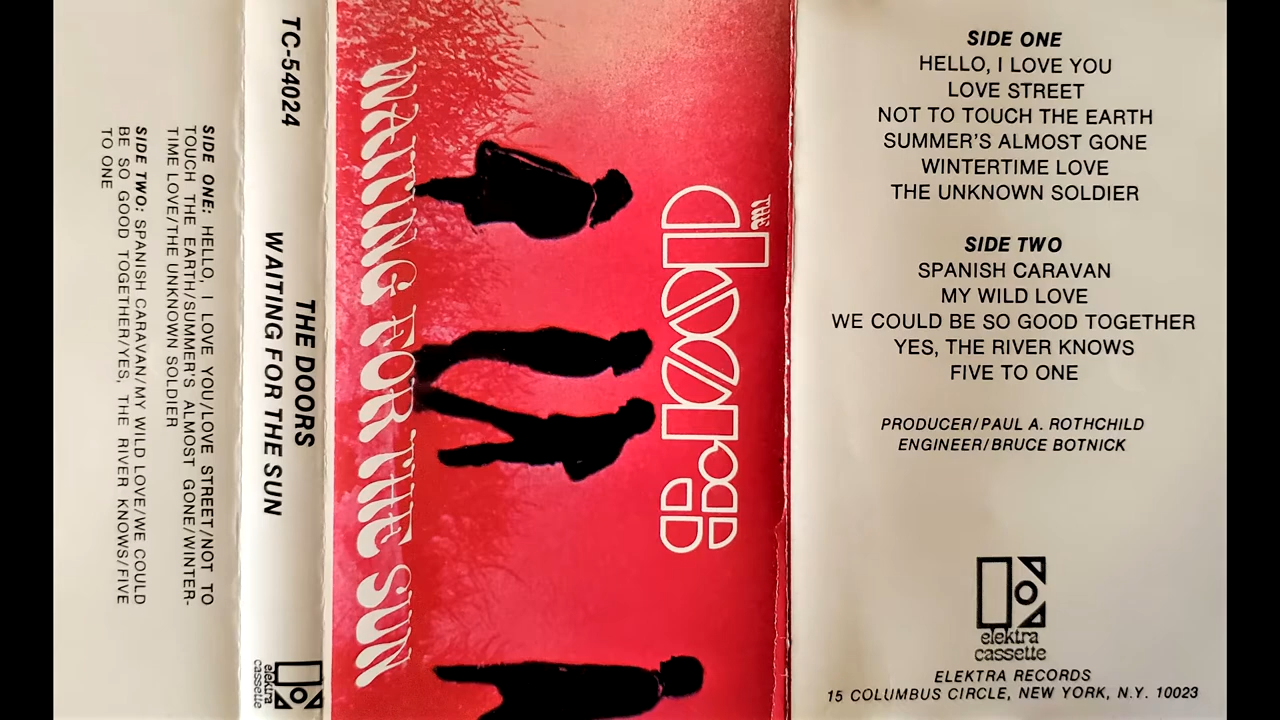 SIDE ONE: HELLO, I LOVE YOU/LOVE STREET/NOT TO
TOUCH THE EARTH/SUMMER'S ALMOST GONE/WINTER-
TIME LOVE/THE UNKNOWN SOLDIER
SIDE TWO: SPANISH CARAVAN/MY WILD LOVE/WE COULD
BE SO GOOD TOGETHER/YES, THE RIVER KNOWS/FIVE
TO ONE
TC-54024
THE DOORS
WAITING FOR THE SUN
elektra
cassette
THE
DOORS
WAITING FOR THE SUN
SIDE ONE
HELLO, I LOVE YOU
LOVE STREET
NOT TO TOUCH THE EARTH
SUMMER'S ALMOST GONE
WINTERTIME LOVE
THE UNKNOWN SOLDIER
SIDE TWO
SPANISH CARAVAN
MY WILD LOVE
WE COULD BE SO GOOD TOGETHER
YES, THE RIVER KNOWS
FIVE TO ONE
PRODUCER/PAUL A. ROTHCHILD
ENGINEER/BRUCE BOTNICK
elektra
cassette
ELEKTRA RECORDS
15 COLUMBUS CIRCLE, NEW YORK, N.Y. 10023